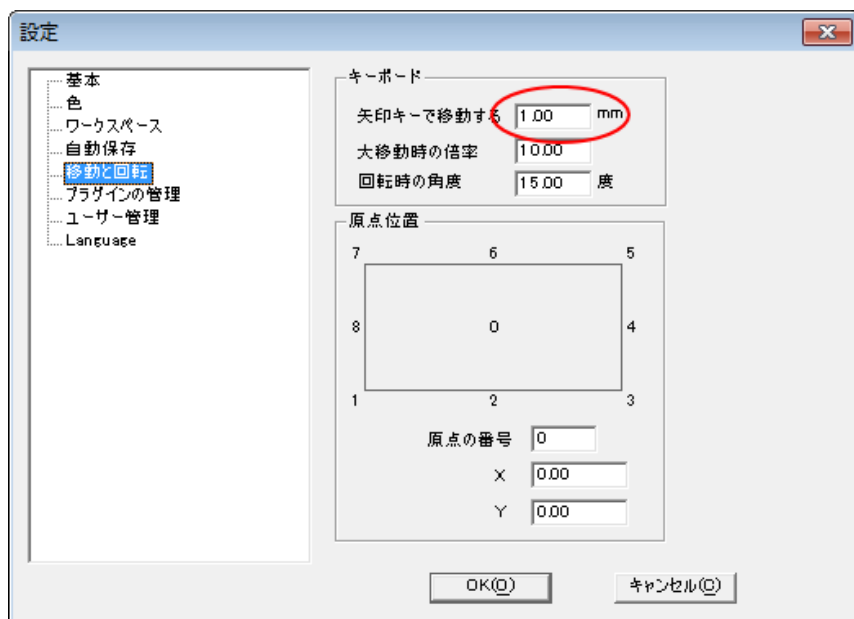 設定
基本
色
ワークスペース
自動保存
移動と回転
プラグインの管理
ユーザー管理
Language
キーボード
矢印キーで移動する 1.00 mm
大移動時の倍率 10.00
回転時の角度 15.00 度
原点位置
7 6 5
8 0 4
1 2 3
原点の番号 0
X 0.00
Y 0.00
OK(O) キャンセル(C)